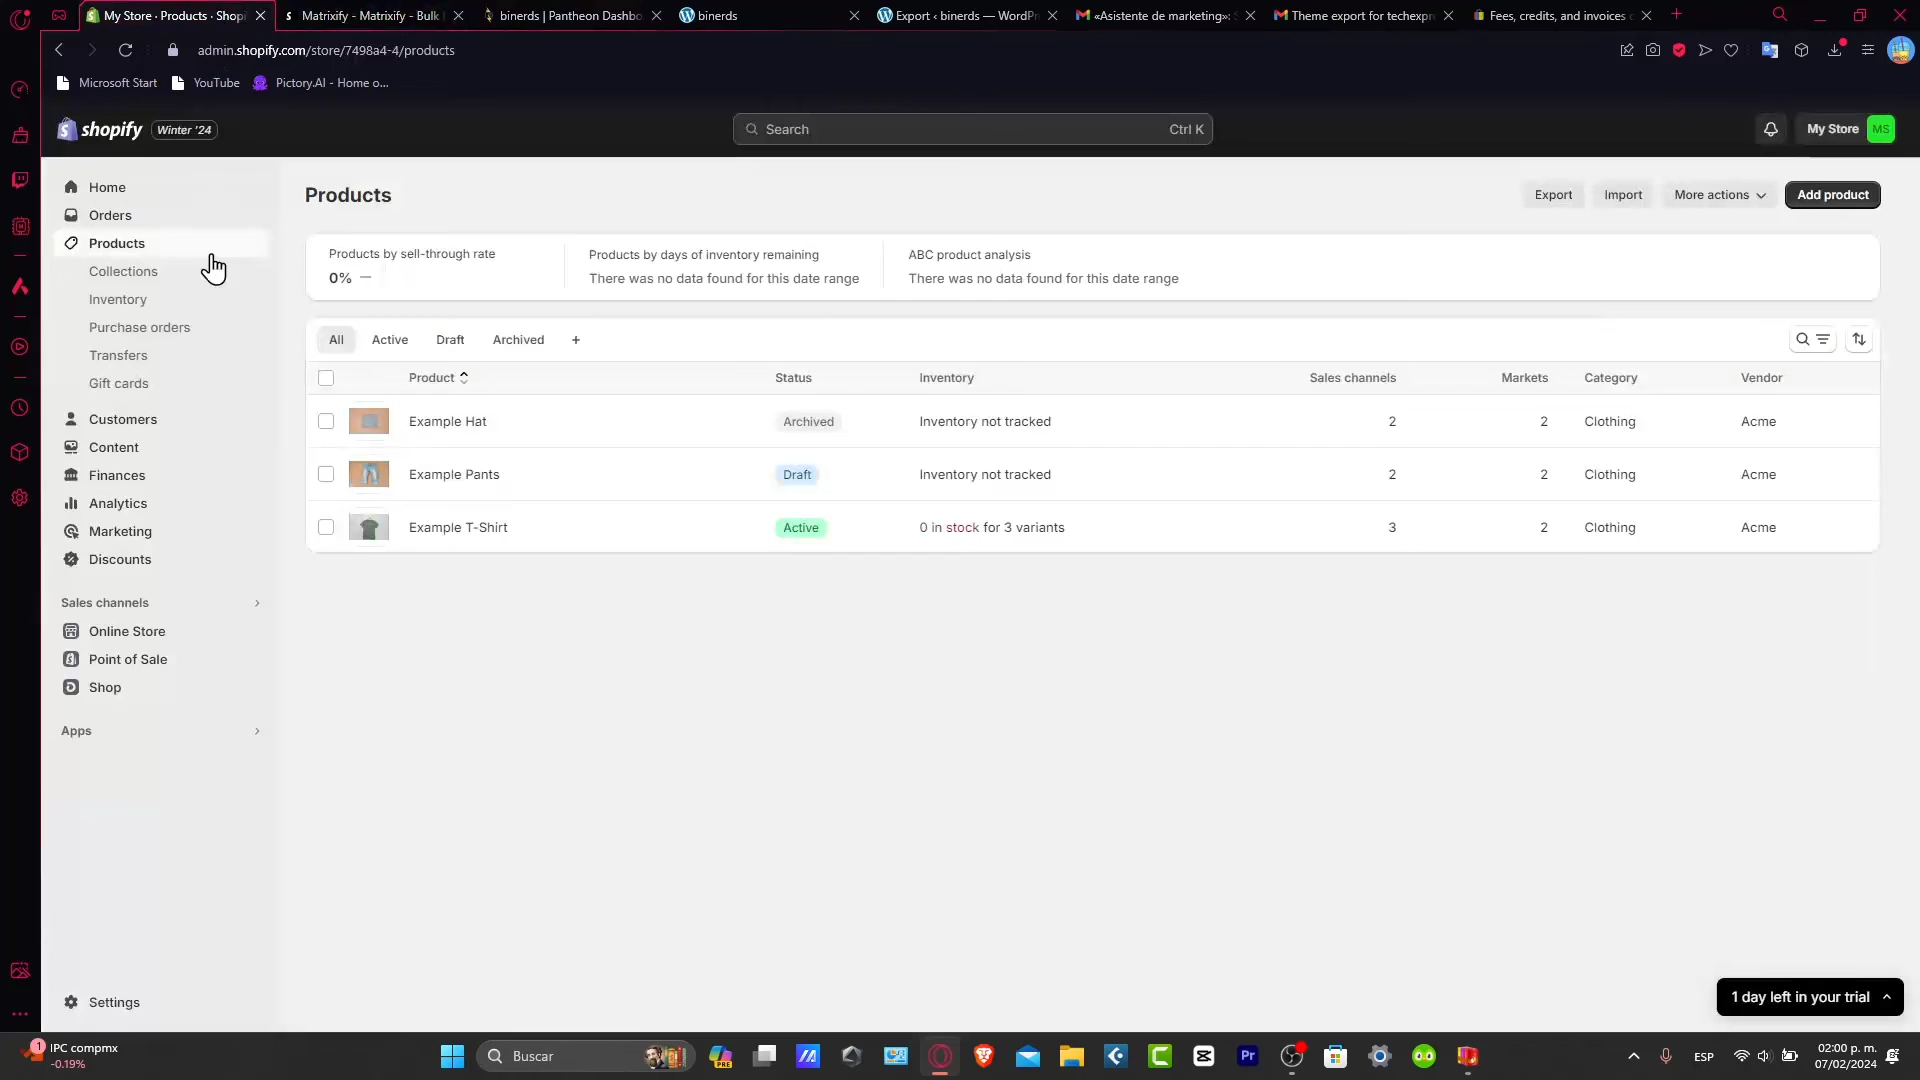 My Store · Products · Shopi
Matrixify - Matrixify - Bulk
binerds | Pantheon Dashbo
binerds
Export ‹ binerds — WordPr
«Asistente de marketing»:
Theme export for techexpr
Fees, credits, and invoices
admin.shopify.com/store/7498a4-4/products
Microsoft Start
YouTube
Pictory.AI - Home o...
shopify
Winter '24
Search
Ctrl K
My Store
MS
Home
Orders
Products
Collections
Inventory
Purchase orders
Transfers
Gift cards
Customers
Content
Finances
Analytics
Marketing
Discounts
Sales channels
Online Store
Point of Sale
Shop
Apps
Settings
Products
Export
Import
More actions
Add product
Products by sell-through rate
0% —
Products by days of inventory remaining
There was no data found for this date range
ABC product analysis
There was no data found for this date range
All
Active
Draft
Archived
+
Product
Status
Inventory
Sales channels
Markets
Category
Vendor
Example Hat
Archived
Inventory not tracked
2
2
Clothing
Acme
Example Pants
Draft
Inventory not tracked
2
2
Clothing
Acme
Example T-Shirt
Active
0 in stock for 3 variants
3
2
Clothing
Acme
1 day left in your trial
1
IPC compmx
-0.19%
Buscar
PRE
Pr
ESP
02:00 p. m.
07/02/2024